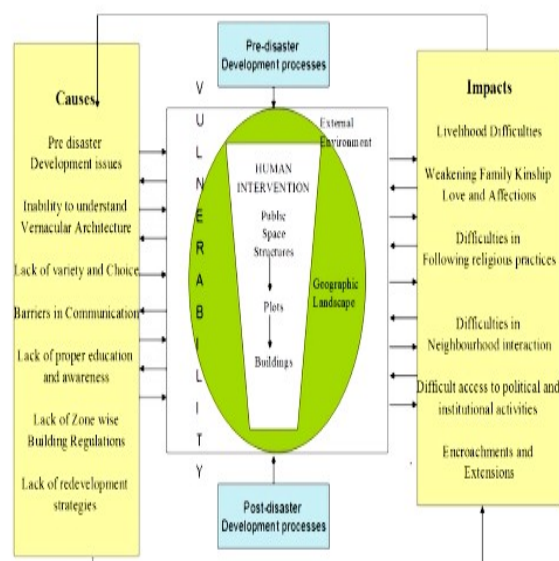 Causes
Pre disaster
Development issues
Inability to understand
Vernacular Architecture
Lack of variety and Choice
Barriers in Communication
Lack of proper education
and awareness
Lack of Zone wise
Building Regulations
Lack of redevelopment
strategies
VULNERABILITY
Pre-disaster
Development processes
External
Environment
HUMAN
INTERVENTION
Public
Space
Structures
Plots
Buildings
Geographic
Landscape
Post-disaster
Development processes
Impacts
Livelihood Difficulties
Weakening Family Kinship
Love and Affections
Difficulties in
Following religious practices
Difficulties in
Neighbourhood interaction
Difficult access to political and
institutional activities
Encroachments and
Extensions